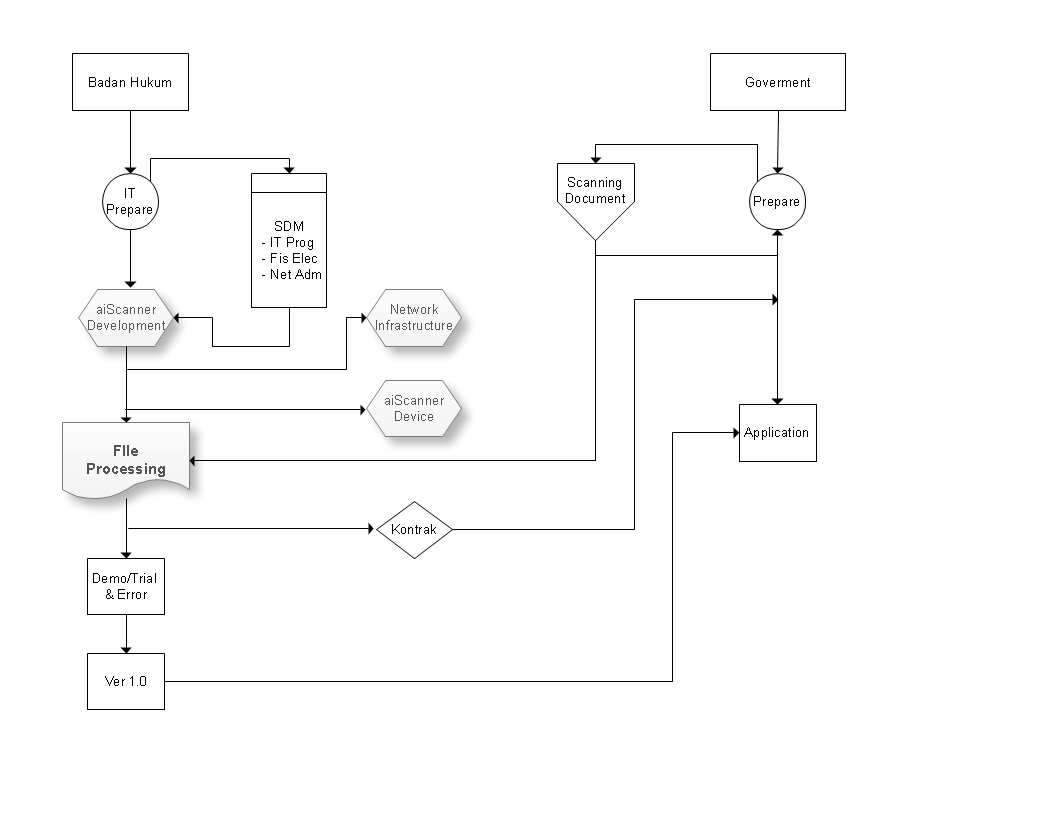 Badan Hukum
Goverment
IT
Prepare
Scanning
Document
Prepare
SDM
- IT Prog
- Fis Elec
- Net Adm
aiScanner
Development
Network
Infrastructure
aiScanner
Device
Application
FIle
Processing
Kontrak
Demo/Trial
& Error
Ver 1.0